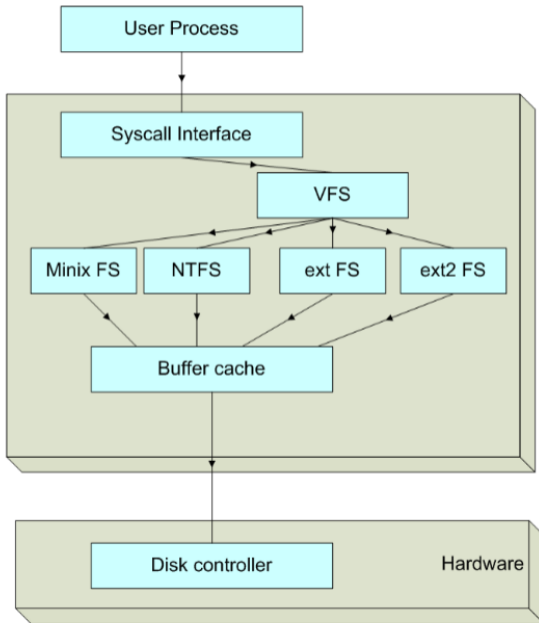 User Process
Syscall Interface
VFS
Minix FS
NTFS
ext FS
ext2 FS
Buffer cache
Disk controller
Hardware